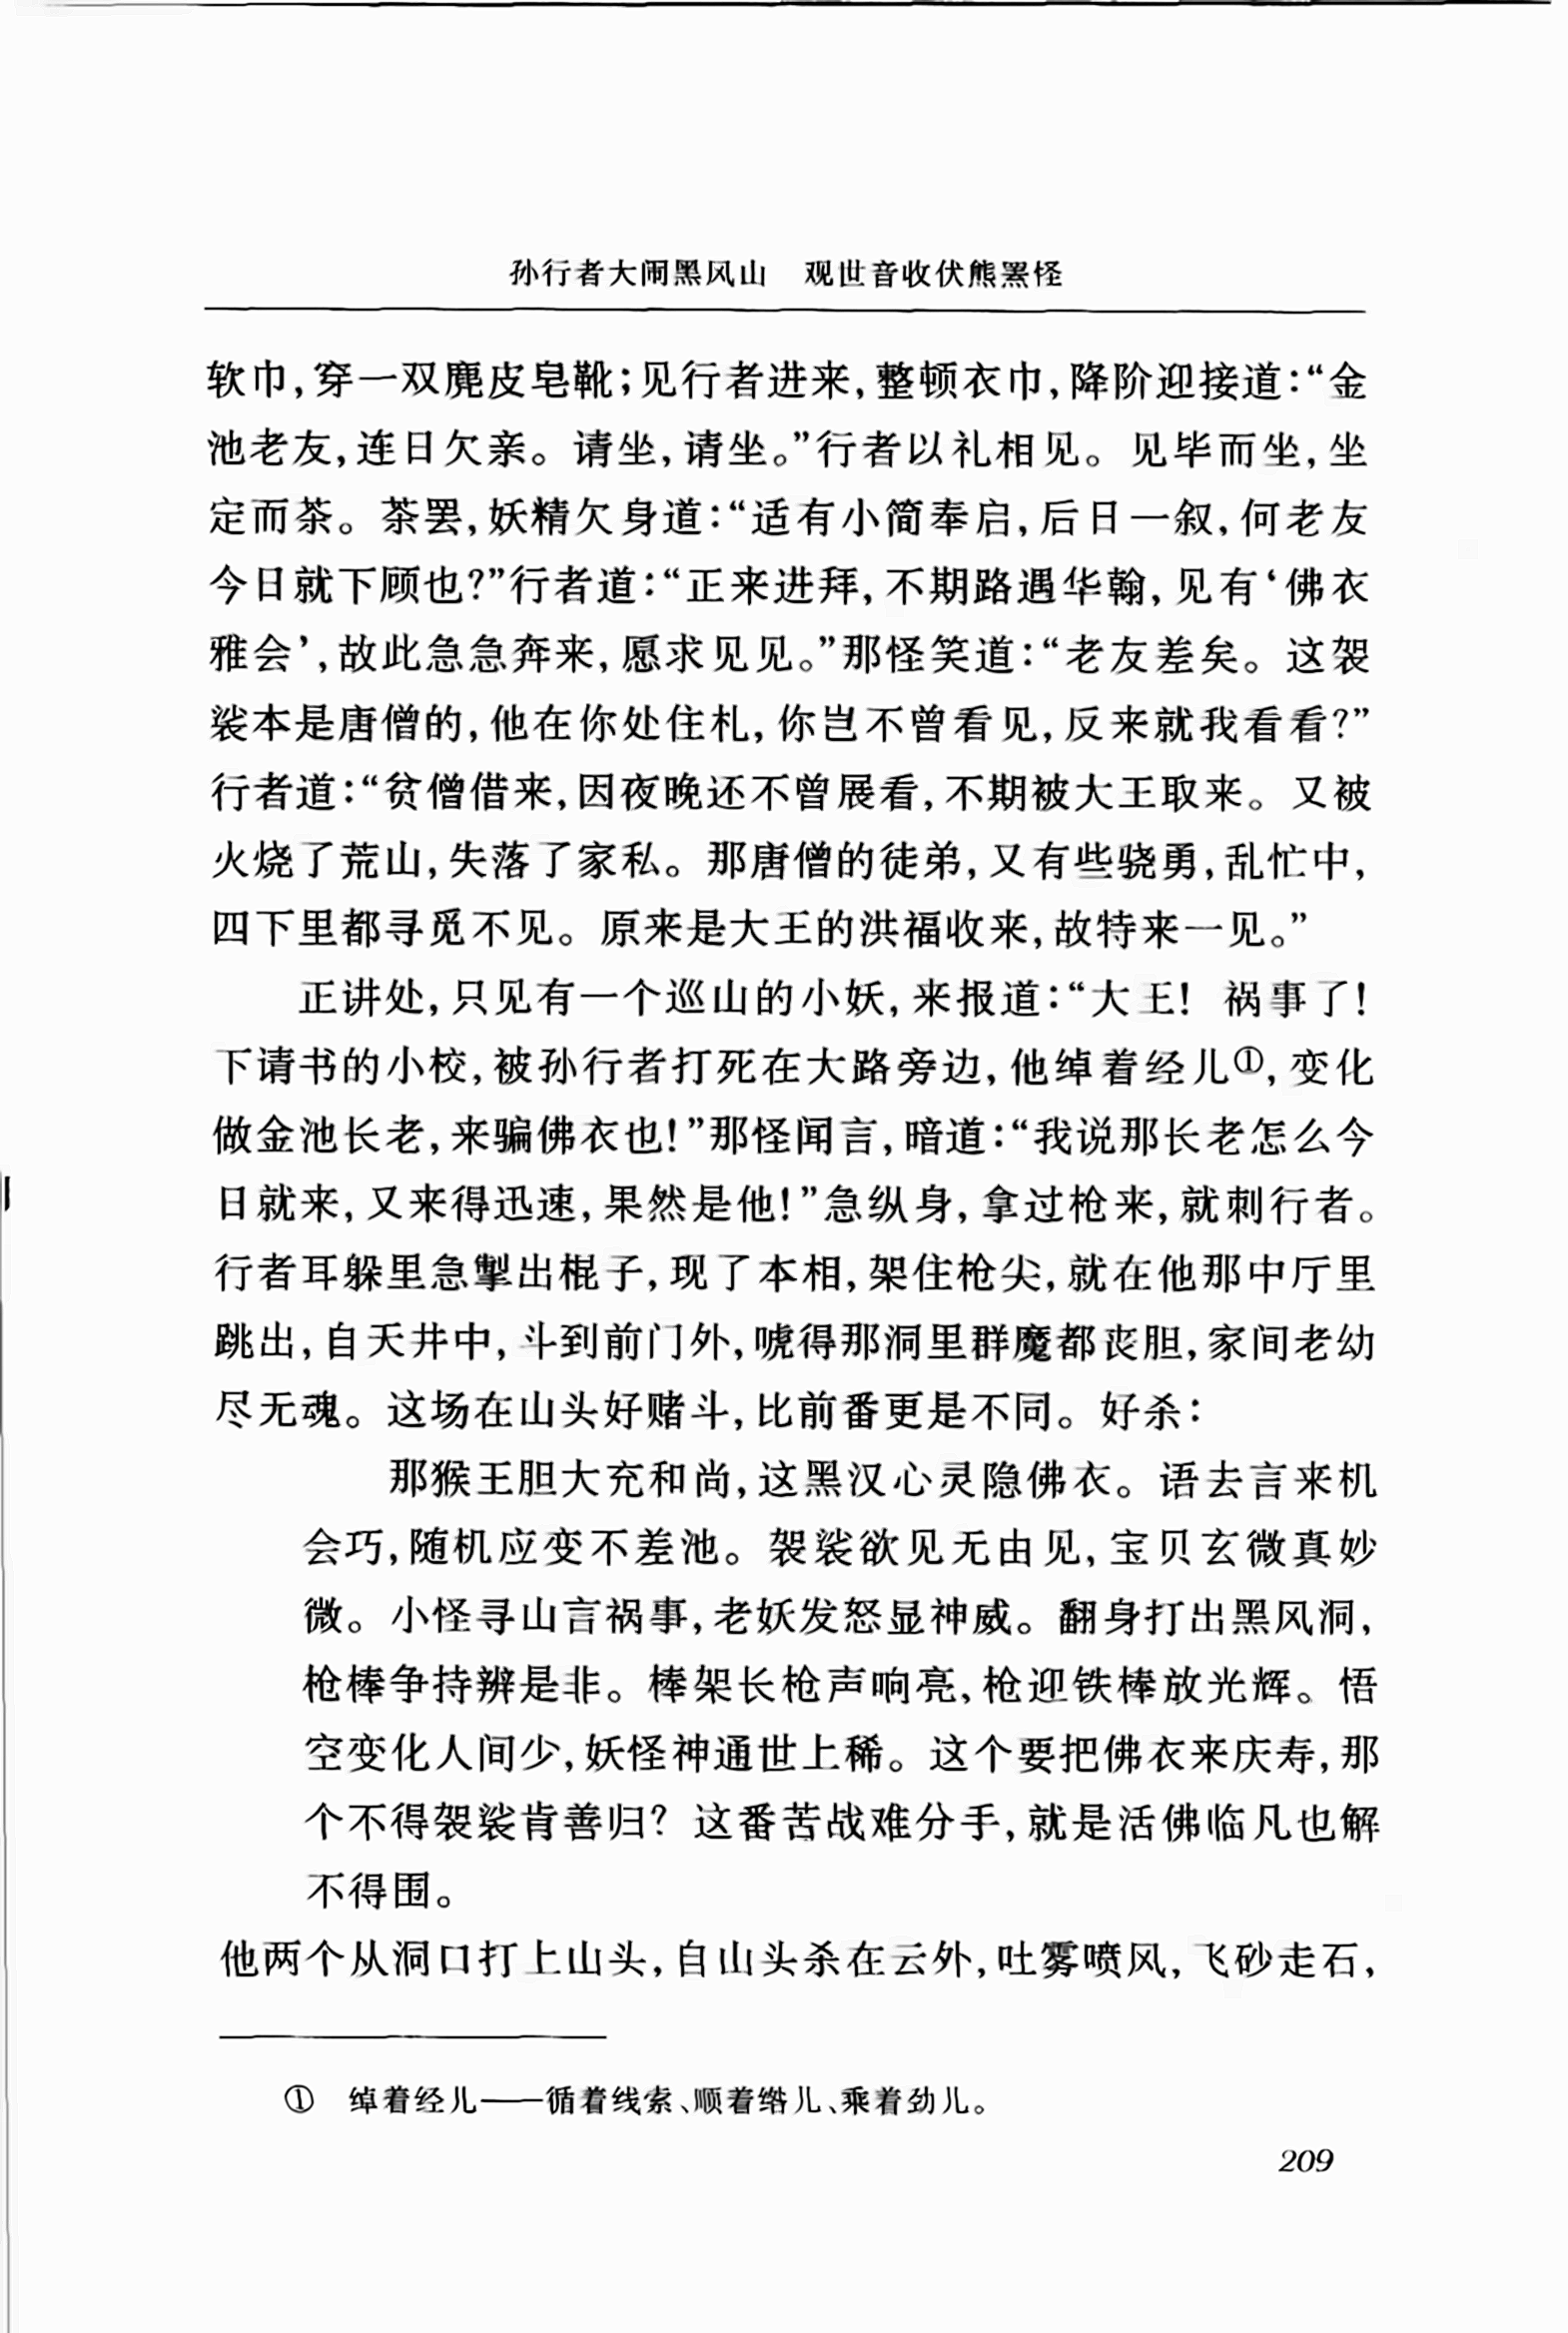 孙行者大闹黑风山　观世音收伏熊罴怪
软巾，穿一双麂皮皂靴；见行者进来，整顿衣巾，降阶迎接道：“金
池老友，连日欠亲。请坐，请坐。”行者以礼相见。见毕而坐，坐
定而茶。茶罢，妖精欠身道：“适有小简奉启，后日一叙，何老友
今日就下顾也？”行者道：“正来进拜，不期路遇华翰，见有‘佛衣
雅会’，故此急急奔来，愿求见见。”那怪笑道：“老友差矣。这袈
裟本是唐僧的，他在你处住札，你岂不曾看见，反来就我看看？”
行者道：“贫僧借来，因夜晚还不曾展看，不期被大王取来。又被
火烧了荒山，失落了家私。那唐僧的徒弟，又有些骁勇，乱忙中，
四下里都寻觅不见。原来是大王的洪福收来，故特来一见。”
正讲处，只见有一个巡山的小妖，来报道：“大王！祸事了！
下请书的小校，被孙行者打死在大路旁边，他绰着经儿①，变化
做金池长老，来骗佛衣也！”那怪闻言，暗道：“我说那长老怎么今
日就来，又来得迅速，果然是他！”急纵身，拿过枪来，就刺行者。
行者耳躲里急掣出棍子，现了本相，架住枪尖，就在他那中厅里
跳出，自天井中，斗到前门外，唬得那洞里群魔都丧胆，家间老幼
尽无魂。这场在山头好赌斗，比前番更是不同。好杀：
那猴王胆大充和尚，这黑汉心灵隐佛衣。语去言来机
会巧，随机应变不差池。袈裟欲见无由见，宝贝玄微真妙
微。小怪寻山言祸事，老妖发怒显神威。翻身打出黑风洞，
枪棒争持辨是非。棒架长枪声响亮，枪迎铁棒放光辉。悟
空变化人间少，妖怪神通世上稀。这个要把佛衣来庆寿，那
个不得袈裟肯善归？这番苦战难分手，就是活佛临凡也解
不得围。
他两个从洞口打上山头，自山头杀在云外，吐雾喷风，飞砂走石，
①　绰着经儿——循着线索、顺着绺儿、乘着劲儿。
209